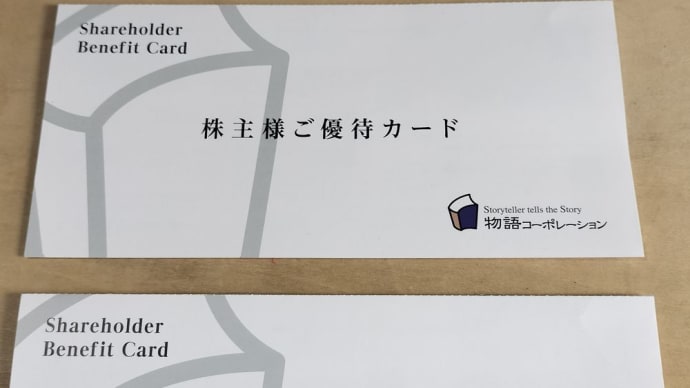 Shareholder
Benefit Card
株主様ご優待カード
Storyteller tells the Story
物語コーポレーション
Shareholder
Benefit Card